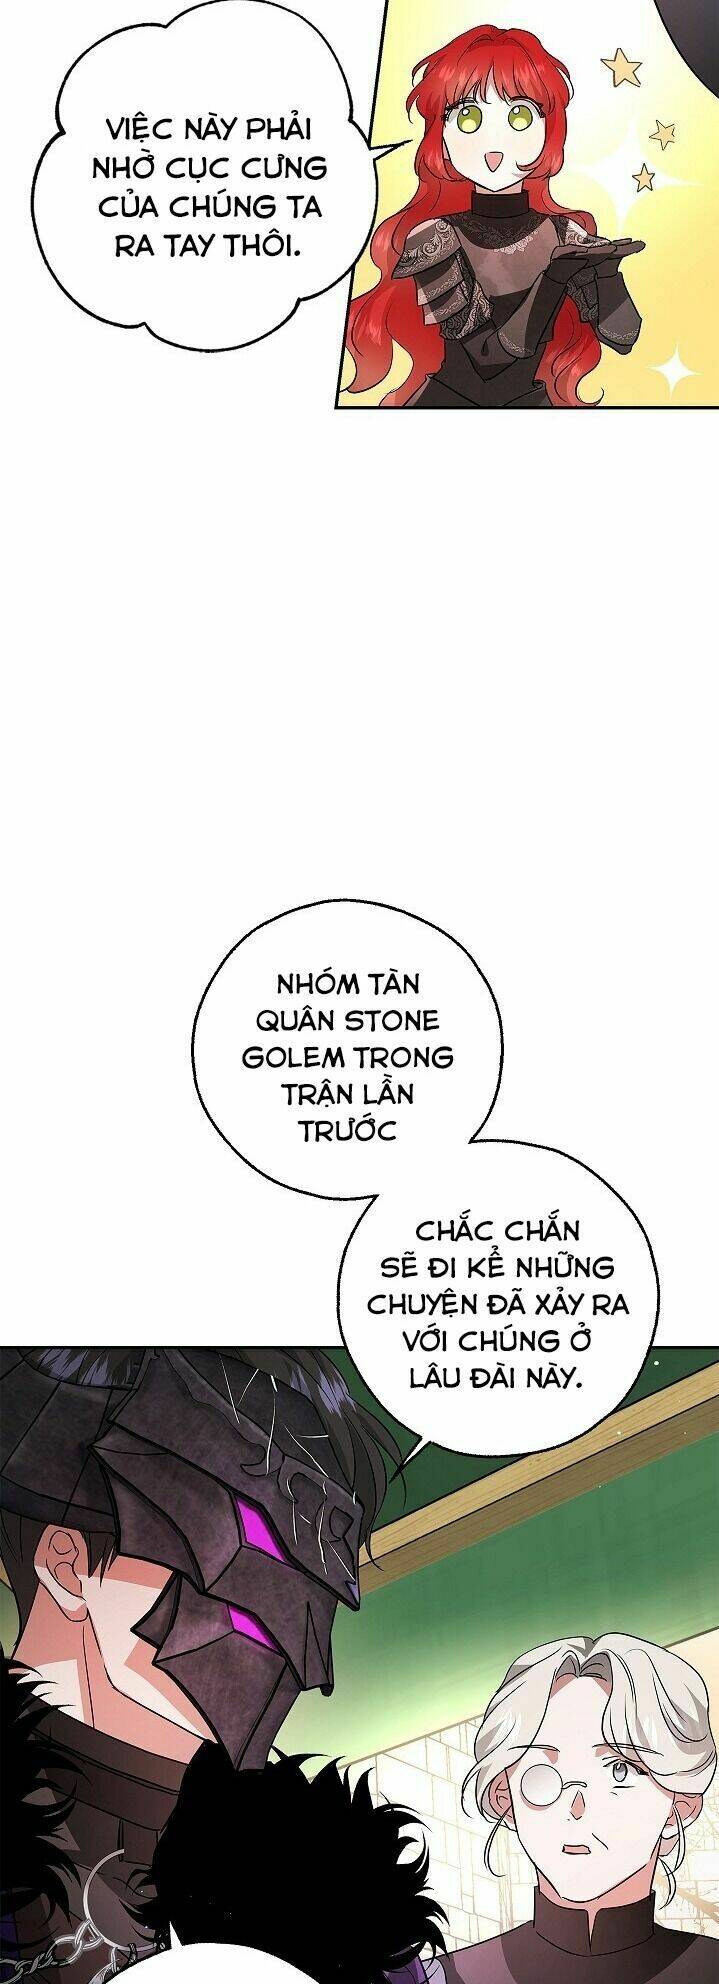 VIỆC NÀY PHẢI
NHỜ CỤC CƯNG
CỦA CHÚNG TA
RA TAY THÔI.
NHÓM TÀN
QUÂN STONE
GOLEM TRONG
TRẬN LẦN
TRƯỚC
CHẮC CHẮN
SẼ ĐI KỂ NHỮNG
CHUYỆN ĐÃ XẢY RA
VỚI CHÚNG Ở
LÂU ĐÀI NÀY.